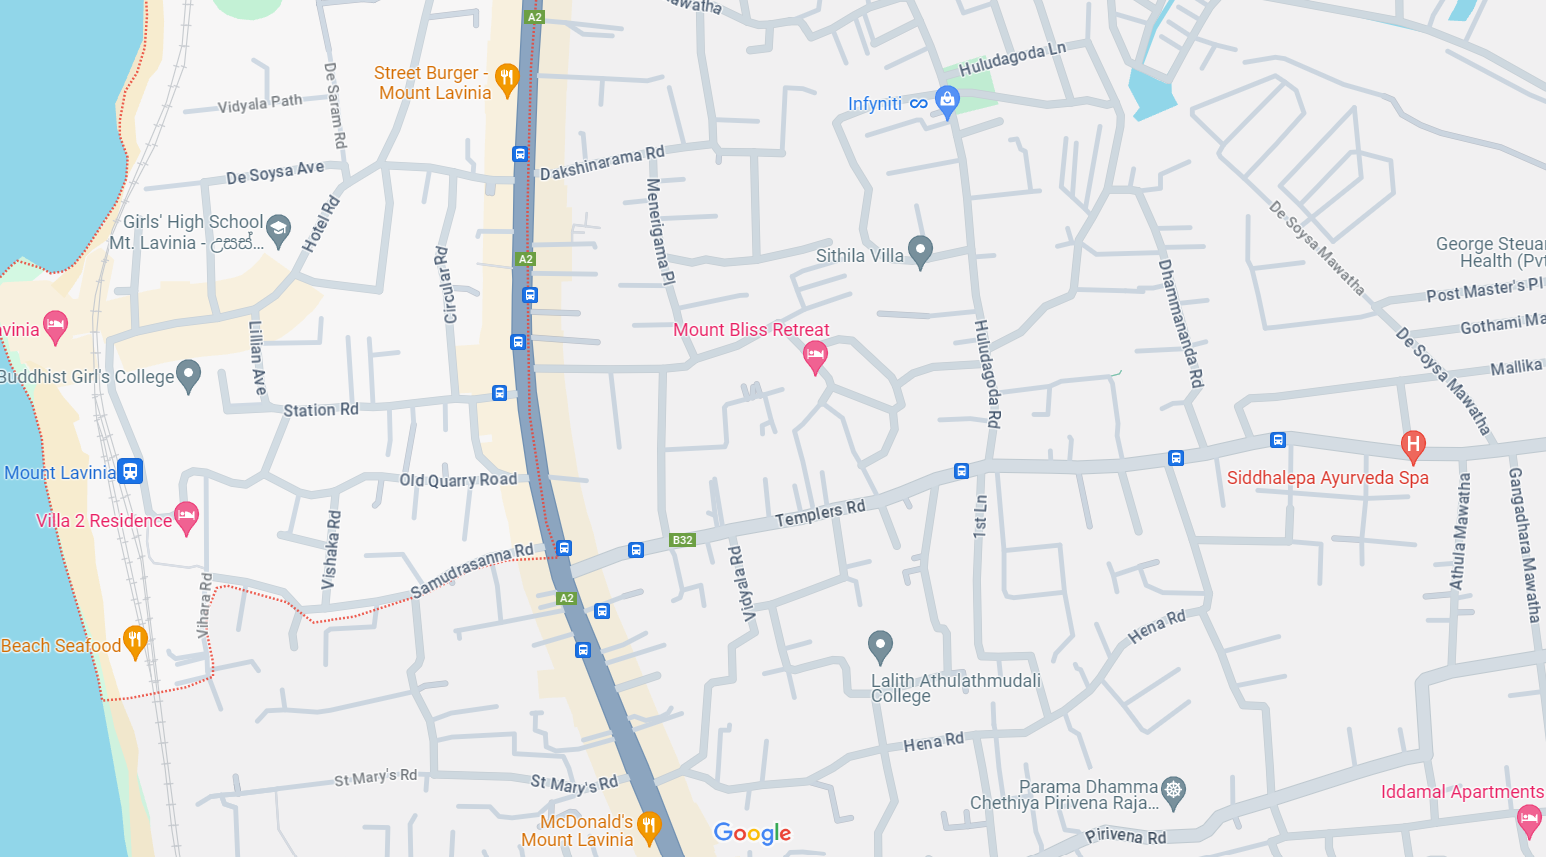 A2
Mawatha
Street Burger -
Mount Lavinia
Huludagoda Ln
De Saram Rd
Vidyala Path
Infyniti
Dakshinarama Rd
De Soysa Ave
Menerigama Pl
Hotel Rd
Girls' High School
Mt. Lavinia - උසස්...
De Soysa Mawatha
A2
Circular Rd
Sithila Villa
George Steuar
Health (Pvt
Dhammananda Rd
Post Master's Pl
avinia
Lillian Ave
Mount Bliss Retreat
Huludagoda Rd
Gothami Ma
De Soysa Mawatha
Buddhist Girl's College
Mallika
Station Rd
Mount Lavinia
Old Quarry Road
H
Siddhalepa Ayurveda Spa
Villa 2 Residence
Vishaka Rd
Templers Rd
1st Ln
Athula Mawatha
Gangadhara Mawatha
B32
Samudrasanna Rd
Vidyala Rd
A2
Vihara Rd
Hena Rd
Beach Seafood
Lalith Athulathmudali
College
Hena Rd
St Mary's Rd
St Mary's Rd
Parama Dhamma
Chethiya Pirivena Raja...
Iddamal Apartments
McDonald's
Mount Lavinia
Google
Pirivena Rd